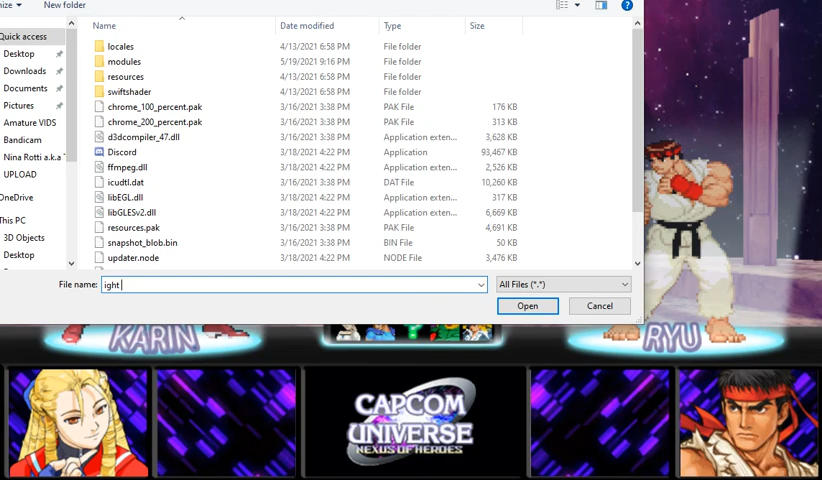 nize
New folder
Name
Date modified
Type
Size
Quick access
Desktop
Downloads
Documents
Pictures
Amature VIDS
Bandicam
Nina Rotti a.k.a
UPLOAD
OneDrive
This PC
3D Objects
Desktop
locales 4/13/2021 6:58 PM File folder
modules 5/19/2021 9:16 PM File folder
resources 4/13/2021 6:58 PM File folder
swiftshader 4/13/2021 6:58 PM File folder
chrome_100_percent.pak 3/16/2021 3:38 PM PAK File 176 KB
chrome_200_percent.pak 3/16/2021 3:38 PM PAK File 313 KB
d3dcompiler_47.dll 3/18/2021 4:22 PM Application exten... 3,628 KB
Discord 3/18/2021 4:22 PM Application 93,467 KB
ffmpeg.dll 3/18/2021 4:22 PM Application exten... 2,526 KB
icudtl.dat 3/16/2021 3:38 PM DAT File 10,260 KB
libEGL.dll 3/18/2021 4:22 PM Application exten... 317 KB
libGLESv2.dll 3/18/2021 4:22 PM Application exten... 6,669 KB
resources.pak 3/16/2021 3:38 PM PAK File 4,691 KB
snapshot_blob.bin 3/16/2021 3:38 PM BIN File 50 KB
updater.node 3/18/2021 4:22 PM NODE File 3,476 KB
File name: ight
All Files (*.*)
Open
Cancel
KARIN
RYU
CAPCOM
UNIVERSE
NEXUS OF HEROES